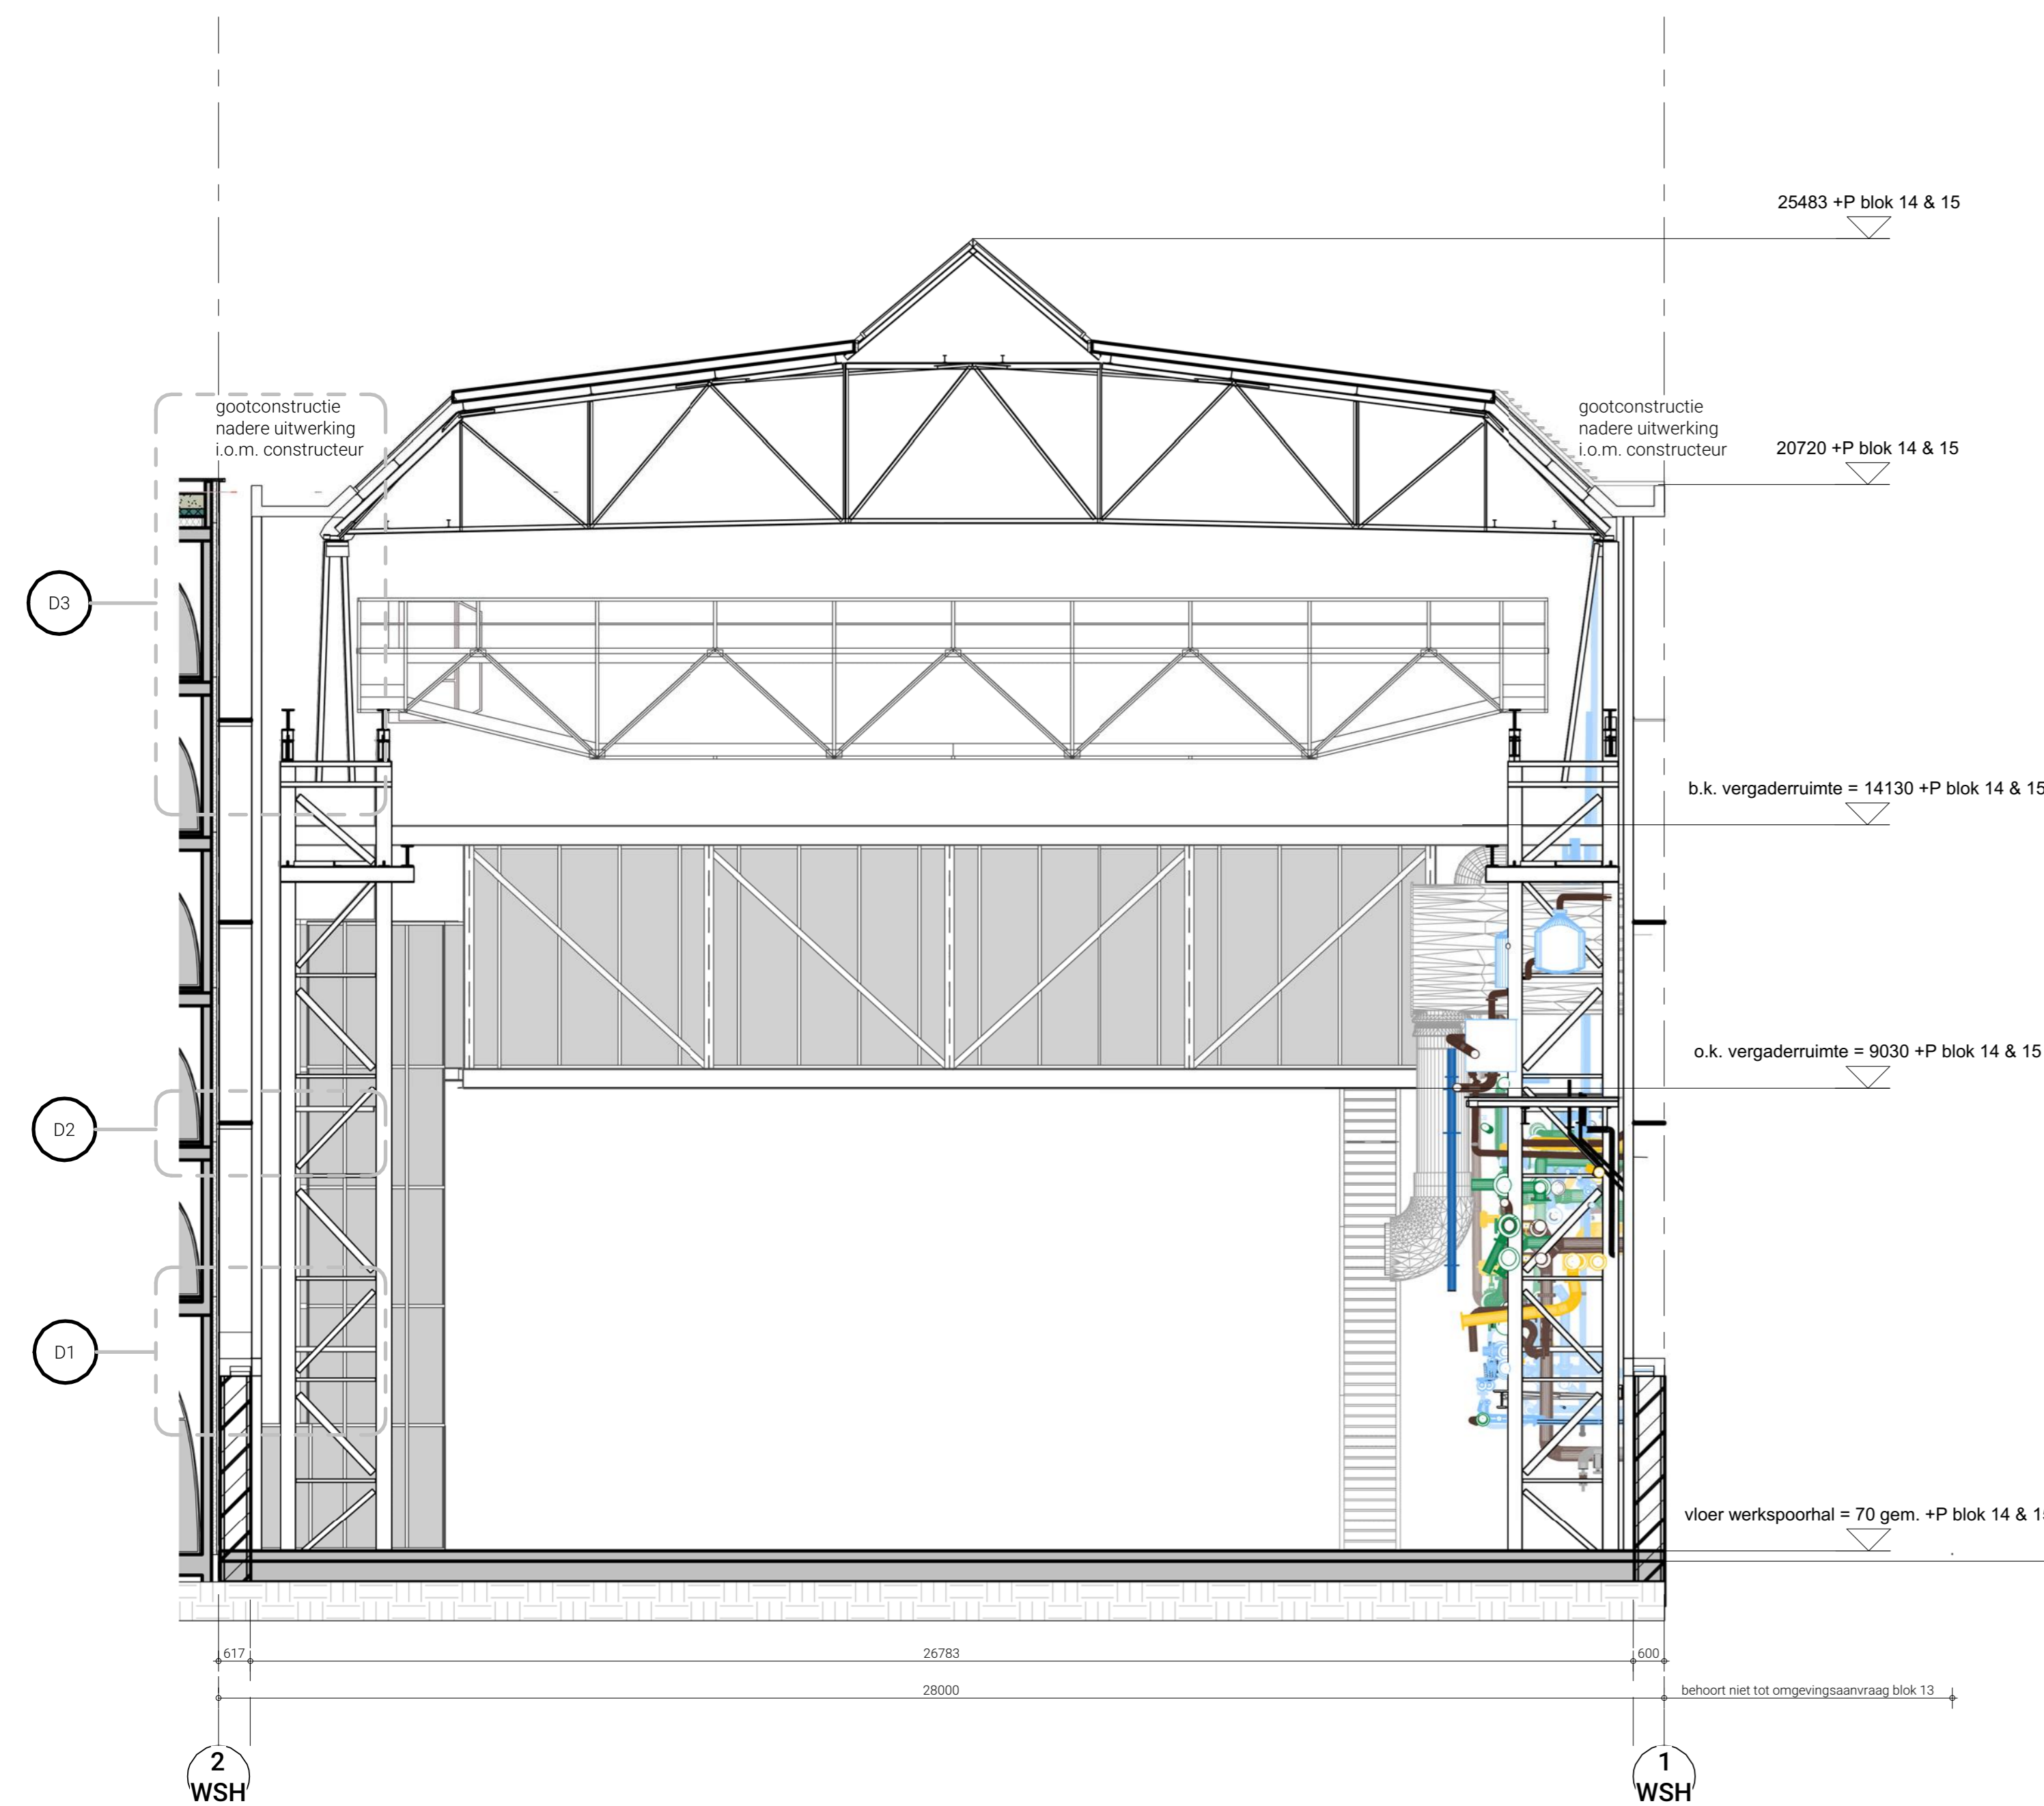 25483 +P blok 14 & 15
gootconstructie
nadere uitwerking
i.o.m. constructeur
gootconstructie
nadere uitwerking
i.o.m. constructeur
20720 +P blok 14 & 15
D3
b.k. vergaderruimte = 14130 +P blok 14 & 15
o.k. vergaderruimte = 9030 +P blok 14 & 15
D2
D1
vloer werkspoorhal = 70 gem. +P blok 14 &
617
26783
600
28000
behoort niet tot omgevingsaanvraag blok 13
2
WSH
1
WSH